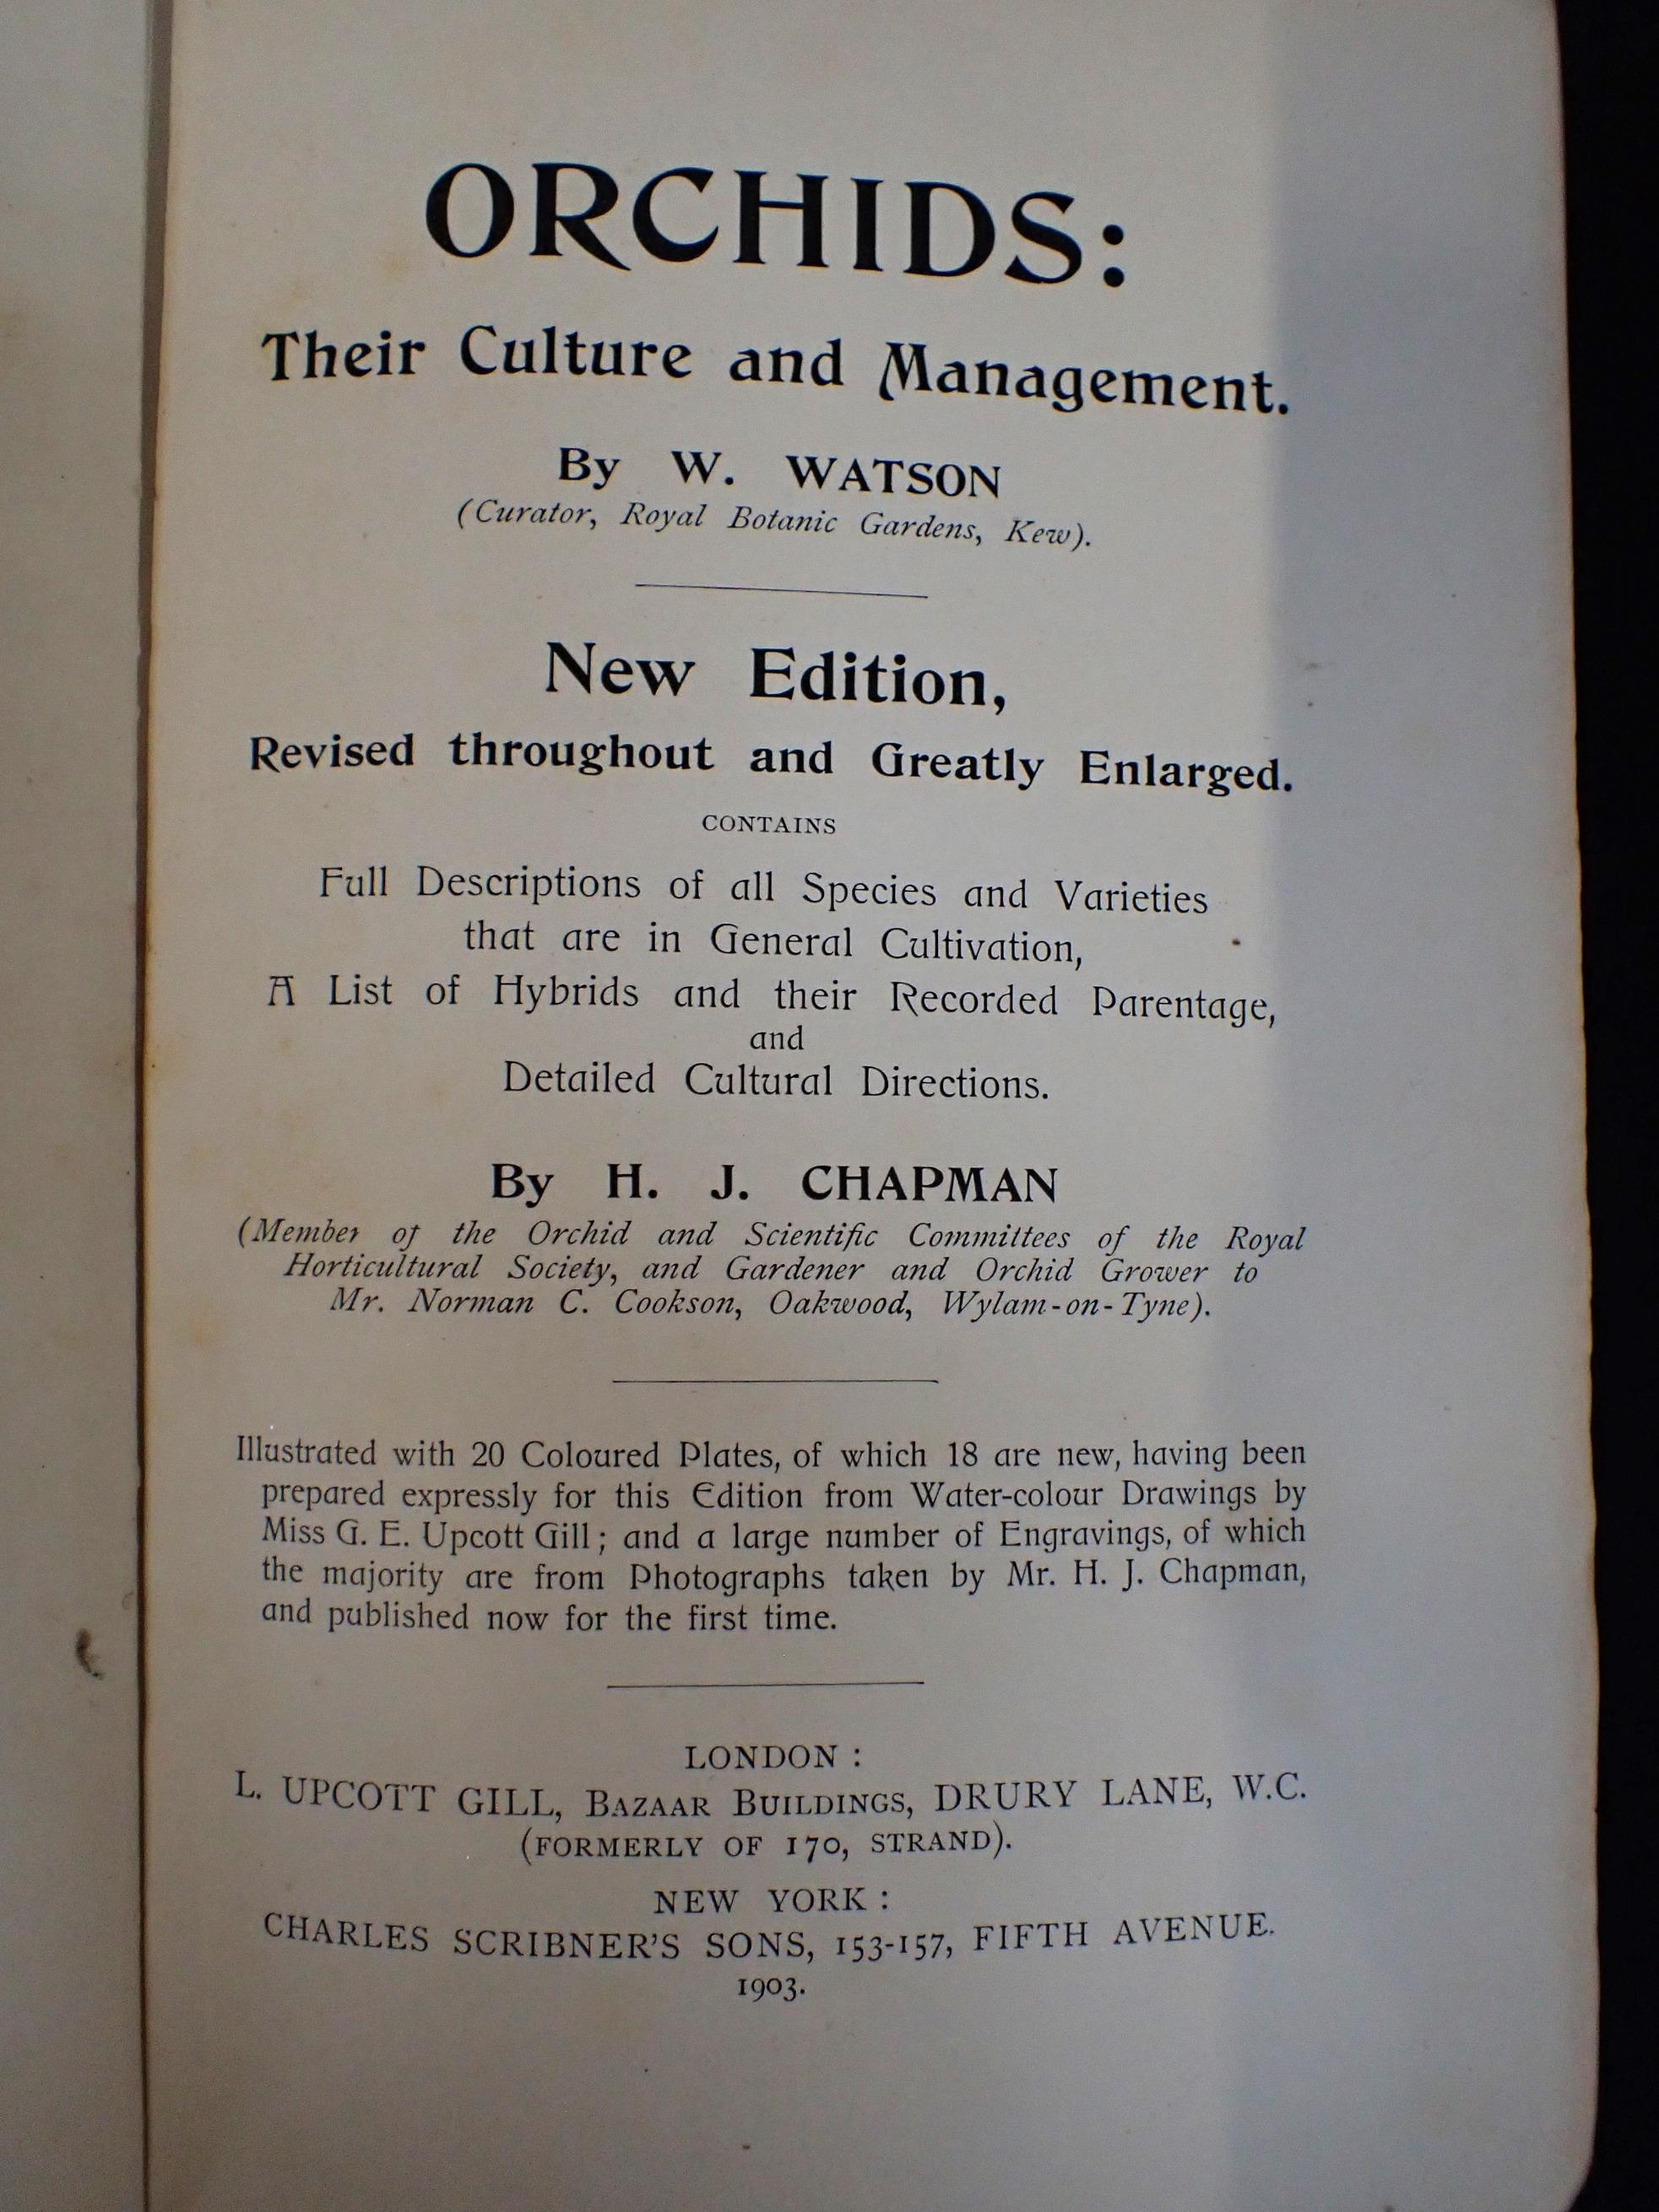 ORCHIDS:
Their Culture and Management.
By W. WATSON
(Curator, Royal Botanic Gardens, Kew).
New Edition,
Revised throughout and Greatly Enlarged.
CONTAINS
Full Descriptions of all Species and Varieties
that are in General Cultivation,
A List of Hybrids and their Recorded Parentage,
and
Detailed Cultural Directions.
By H. J. CHAPMAN
(Member of the Orchid and Scientific Committees of the Royal
Horticultural Society, and Gardener and Orchid Grower to
Mr. Norman C. Cookson, Oakwood, Wylam-on-Tyne).
Illustrated with 20 Coloured Plates, of which 18 are new, having been
prepared expressly for this Edition from Water-colour Drawings by
Miss G. E. Upcott Gill; and a large number of Engravings, of which
the majority are from Photographs taken by Mr. H. J. Chapman,
and published now for the first time.
LONDON:
L. UPCOTT GILL, BAZAAR BUILDINGS, DRURY LANE, W.C.
(FORMERLY OF 170, STRAND).
NEW YORK:
CHARLES SCRIBNER'S SONS, 153-157, FIFTH AVENUE.
1903.